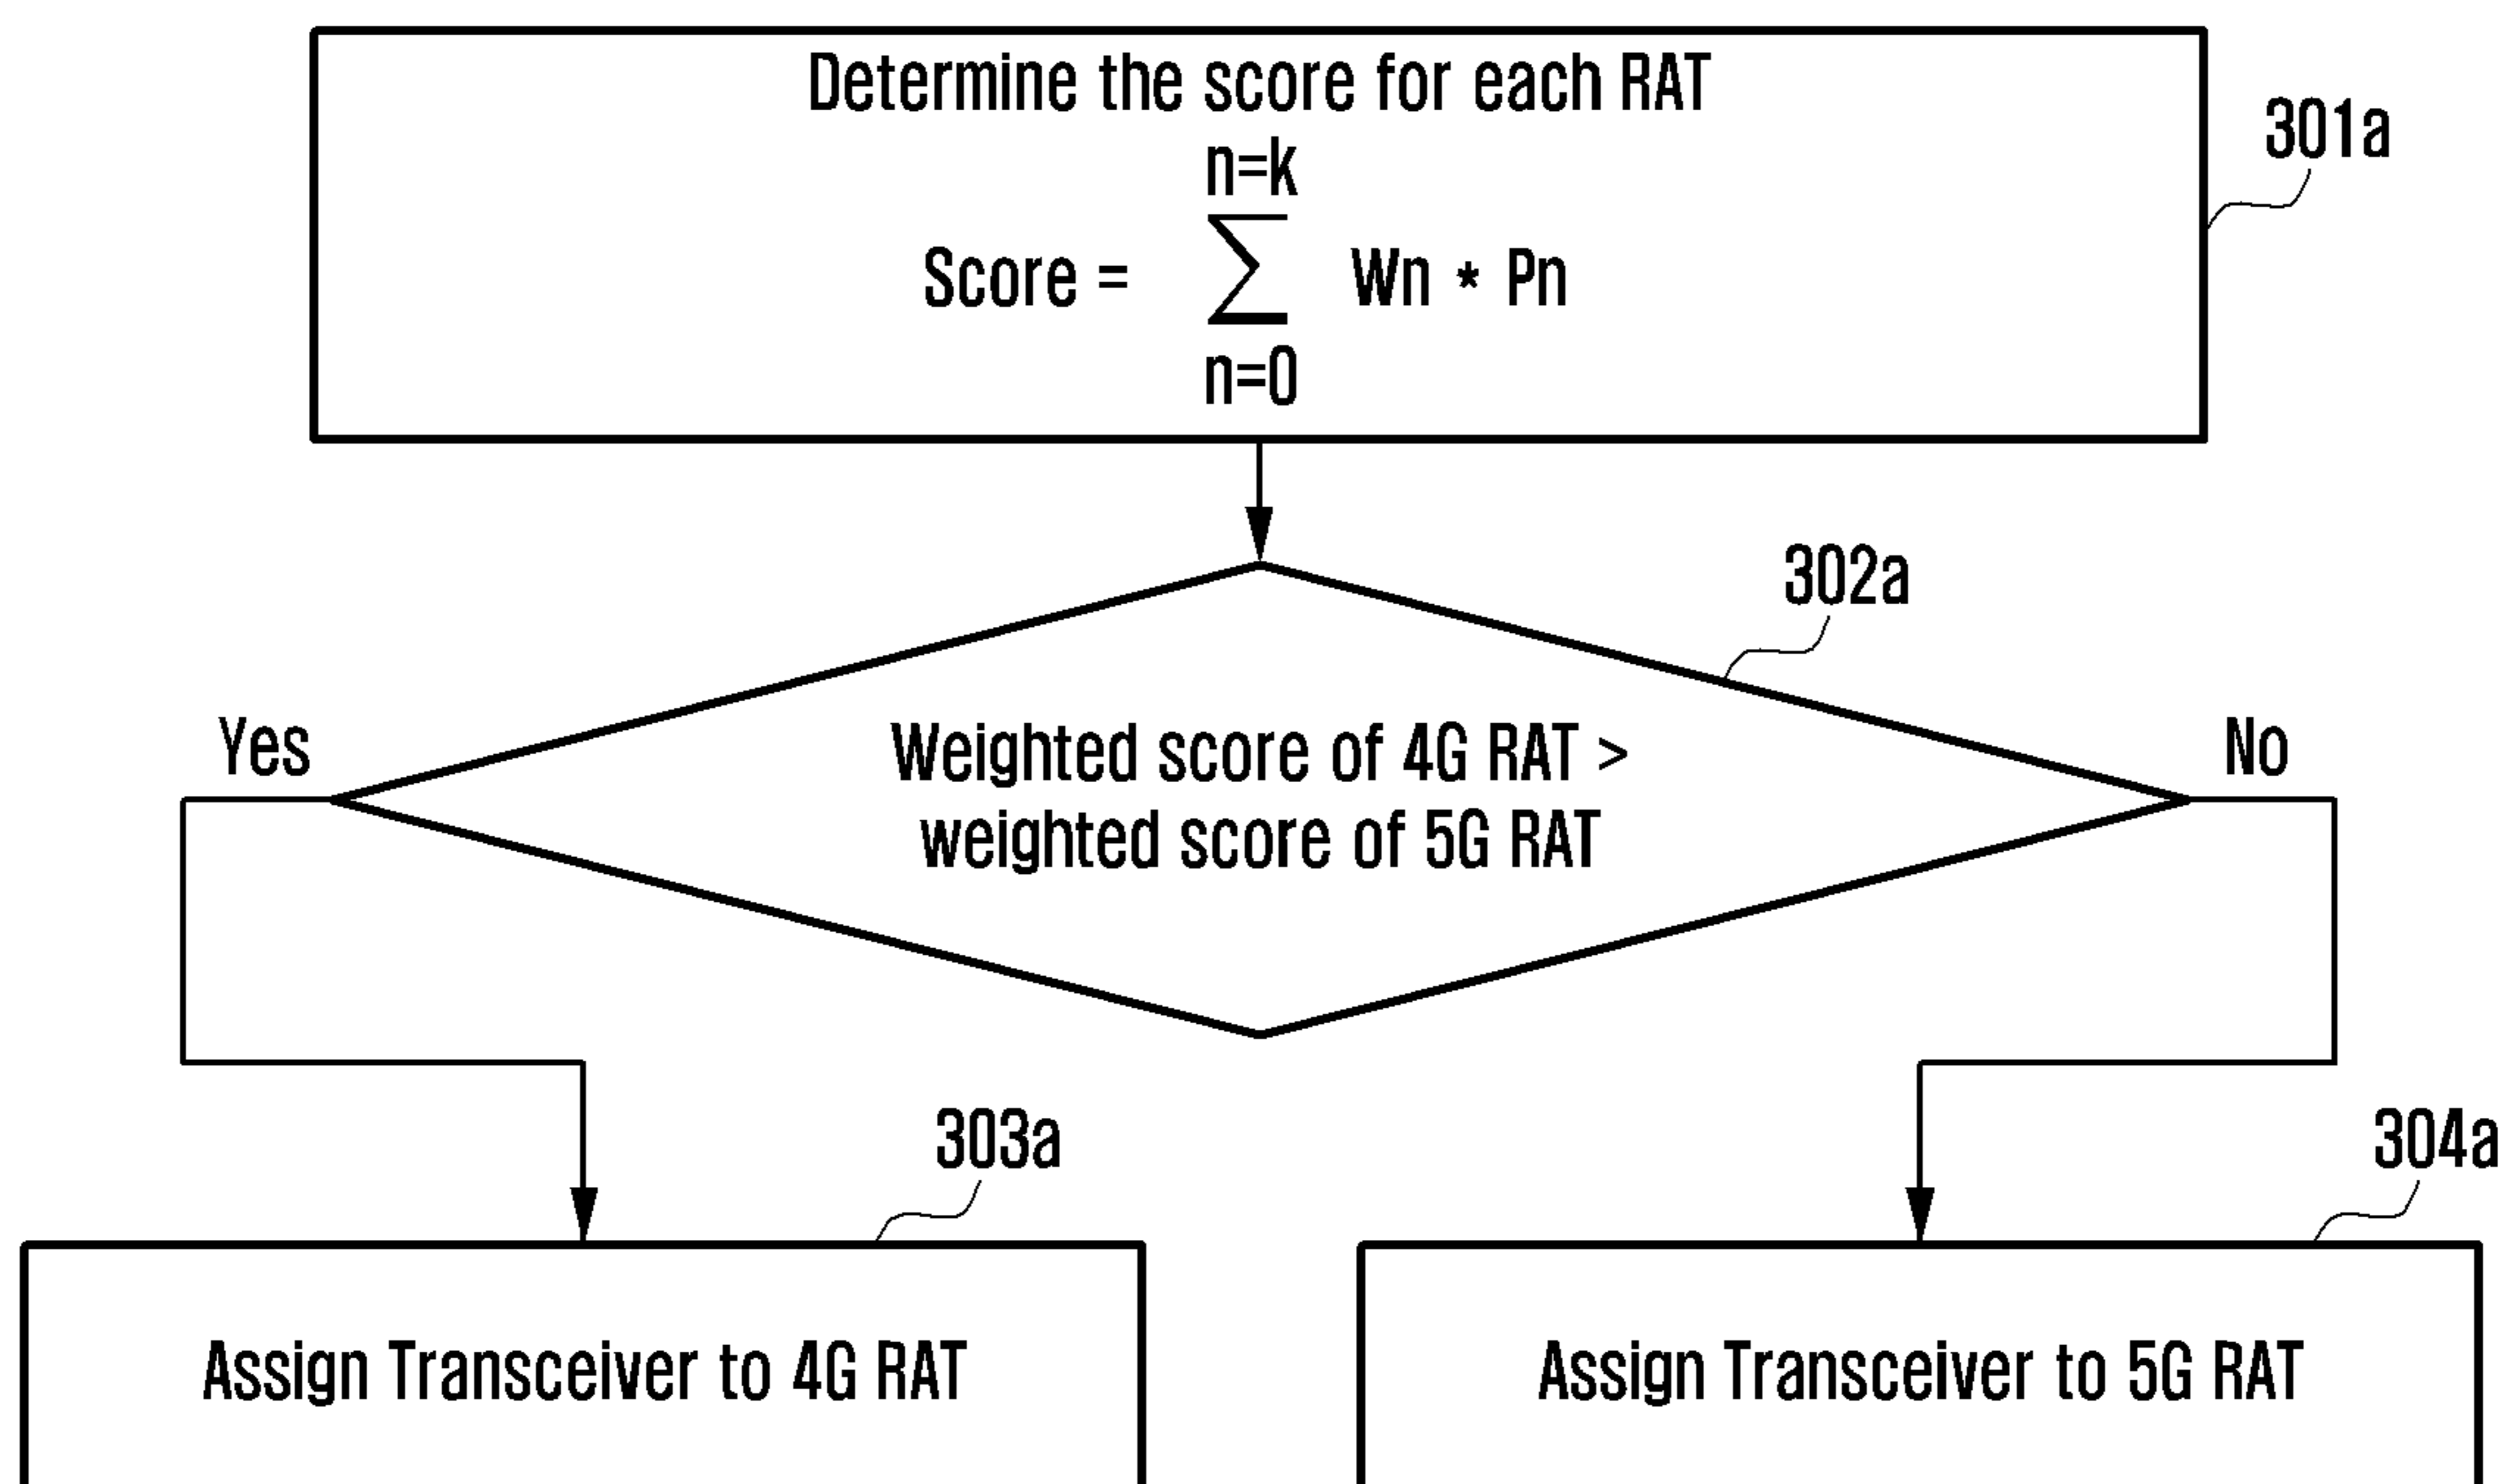 Determine the score for each RAT
n=k
Score = ∑ Wn * Pn
n=0
301a
302a
Yes
No
Weighted score of 4G RAT >
weighted score of 5G RAT
303a
304a
Assign Transceiver to 4G RAT
Assign Transceiver to 5G RAT